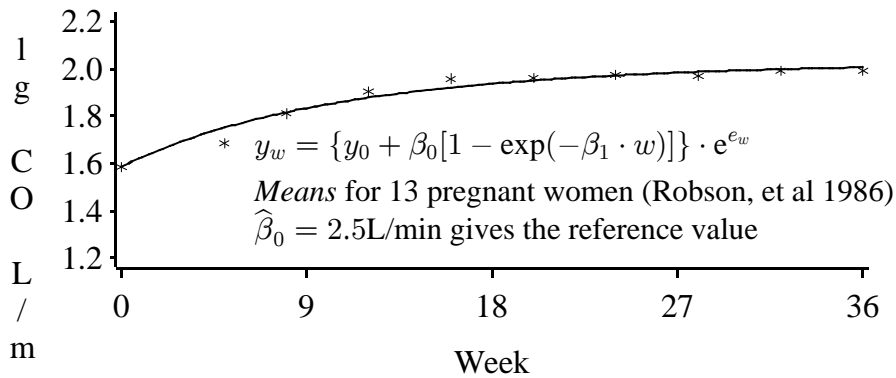 lg CO L/m
2.2
2.0
1.8
1.6
1.4
1.2
y_w = {y_0 + β_0[1 − exp(−β_1 · w)]} · e^{e_w}
Means for 13 pregnant women (Robson, et al 1986)
β̂_0 = 2.5L/min gives the reference value
0 9 18 27 36
Week